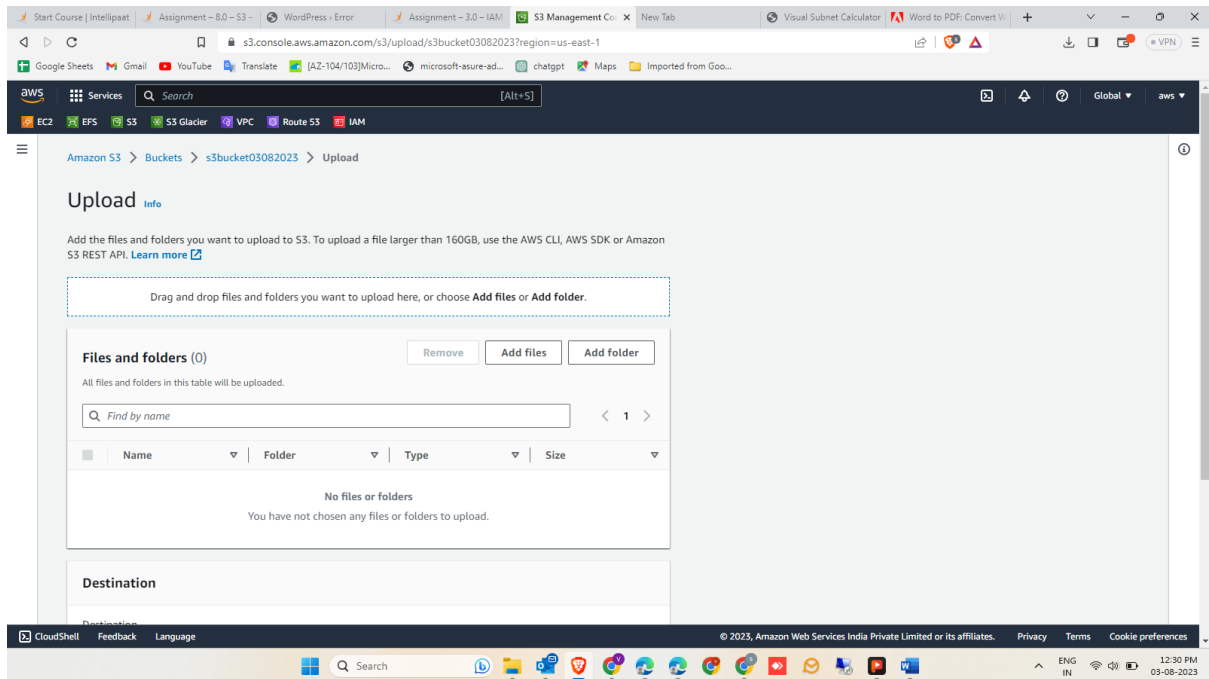 Start Course | Intellipaat Assignment – 8.0 – S3 – WordPress › Error Assignment – 3.0 – IAM S3 Management Co New Tab Visual Subnet Calculator Word to PDF: Convert W
s3.console.aws.amazon.com/s3/upload/s3bucket03082023?region=us-east-1 VPN
Google Sheets Gmail YouTube Translate [AZ-104/103]Micro... microsoft-asure-ad... chatgpt Maps Imported from Goo...
aws Services Search [Alt+S] Global aws
EC2 EFS S3 S3 Glacier VPC Route 53 IAM
Amazon S3 > Buckets > s3bucket03082023 > Upload
Upload Info
Add the files and folders you want to upload to S3. To upload a file larger than 160GB, use the AWS CLI, AWS SDK or Amazon
S3 REST API. Learn more
Drag and drop files and folders you want to upload here, or choose Add files or Add folder.
Files and folders (0) Remove Add files Add folder
All files and folders in this table will be uploaded.
Find by name < 1 >
Name Folder Type Size
No files or folders
You have not chosen any files or folders to upload.
Destination
Destination
CloudShell Feedback Language © 2023, Amazon Web Services India Private Limited or its affiliates. Privacy Terms Cookie preferences
Search ENG 12:30 PM
IN 03-08-2023